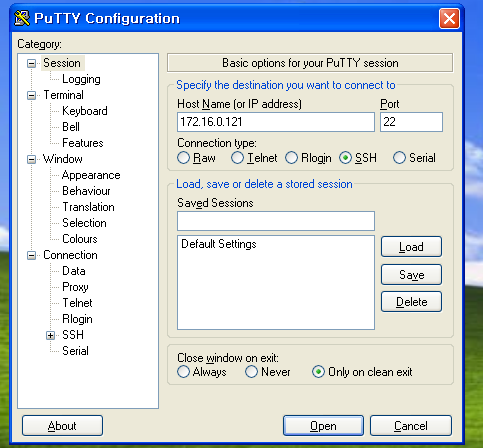 PuTTY Configuration
Category:
Session
Logging
Terminal
Keyboard
Bell
Features
Window
Appearance
Behaviour
Translation
Selection
Colours
Connection
Data
Proxy
Telnet
Rlogin
SSH
Serial
Basic options for your PuTTY session
Specify the destination you want to connect to
Host Name (or IP address) Port
172.16.0.121 22
Connection type:
Raw Telnet Rlogin SSH Serial
Load, save or delete a stored session
Saved Sessions
Default Settings
Load
Save
Delete
Close window on exit:
Always Never Only on clean exit
About Open Cancel